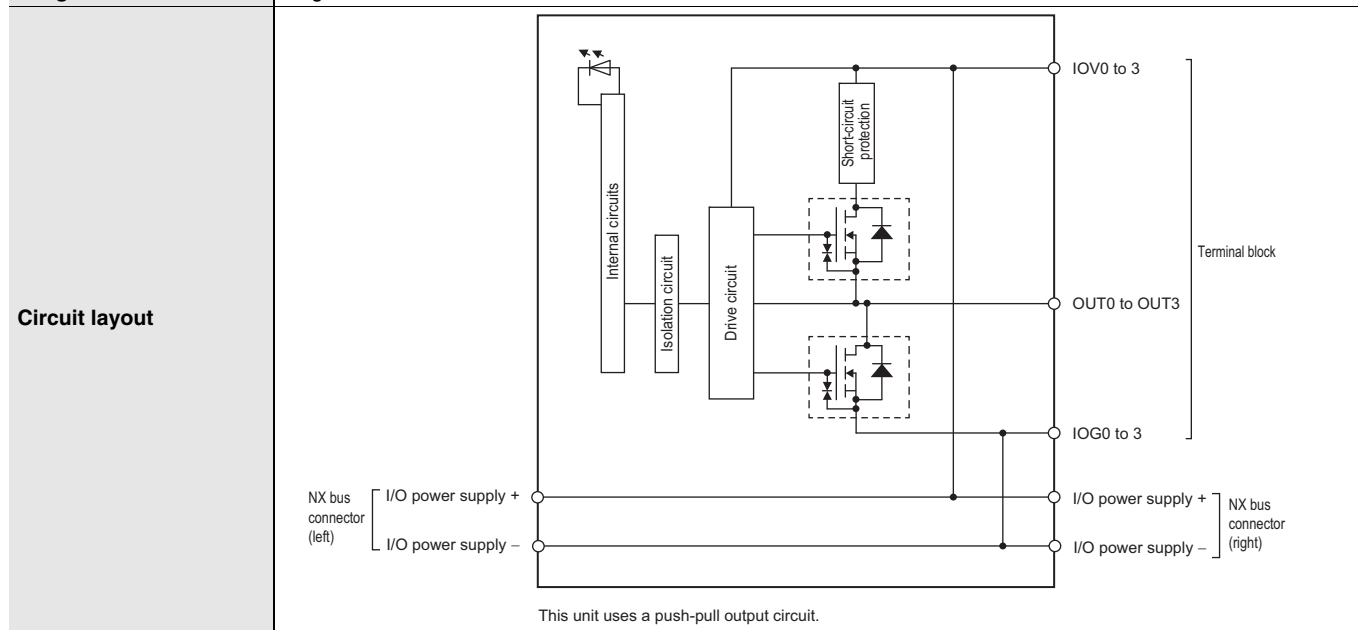 Circuit layout
Internal circuits
Isolation circuit
Drive circuit
Short-circuit
protection
IOV0 to 3
Terminal block
OUT0 to OUT3
IOG0 to 3
NX bus
connector
(left)
I/O power supply +
I/O power supply −
I/O power supply +
I/O power supply −
NX bus
connector
(right)
This unit uses a push-pull output circuit.